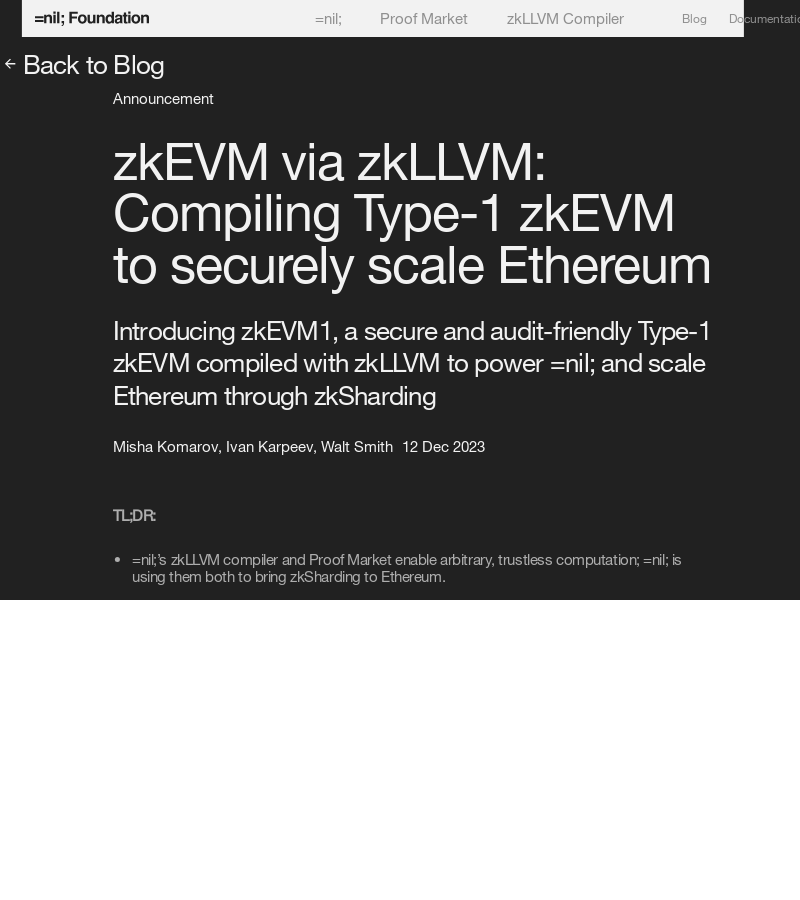 =nil; Foundation =nil; Proof Market zkLLVM Compiler Blog
← Back to Blog
Announcement
zkEVM via zkLLVM:
Compiling Type-1 zkEVM
to securely scale Ethereum
Introducing zkEVM1, a secure and audit-friendly Type-1
zkEVM compiled with zkLLVM to power =nil; and scale
Ethereum through zkSharding
Misha Komarov, Ivan Karpeev, Walt Smith 12 Dec 2023
TL;DR:
• =nil;’s zkLLVM compiler and Proof Market enable arbitrary, trustless computation; =nil; is
using them both to bring zkSharding to Ethereum.